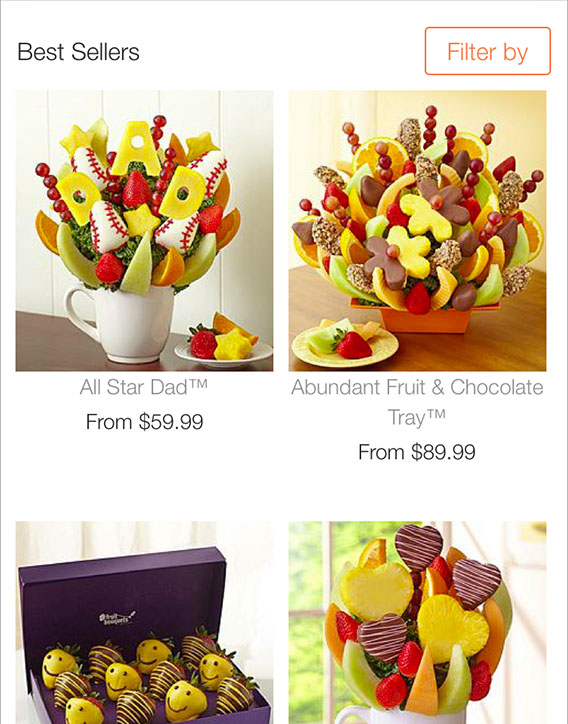 Best Sellers
Filter by
DAD
All Star Dad™
From $59.99
Abundant Fruit & Chocolate
Tray™
From $89.99
fruit
bouquets